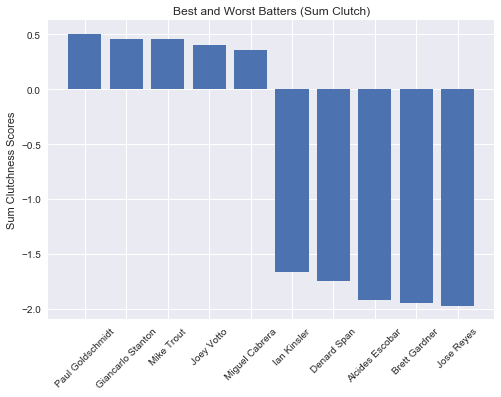 Best and Worst Batters (Sum Clutch)
Sum Clutchness Scores
0.5
0.0
−0.5
−1.0
−1.5
−2.0
Paul Goldschmidt
Giancarlo Stanton
Mike Trout
Joey Votto
Miguel Cabrera
Ian Kinsler
Denard Span
Alcides Escobar
Brett Gardner
Jose Reyes